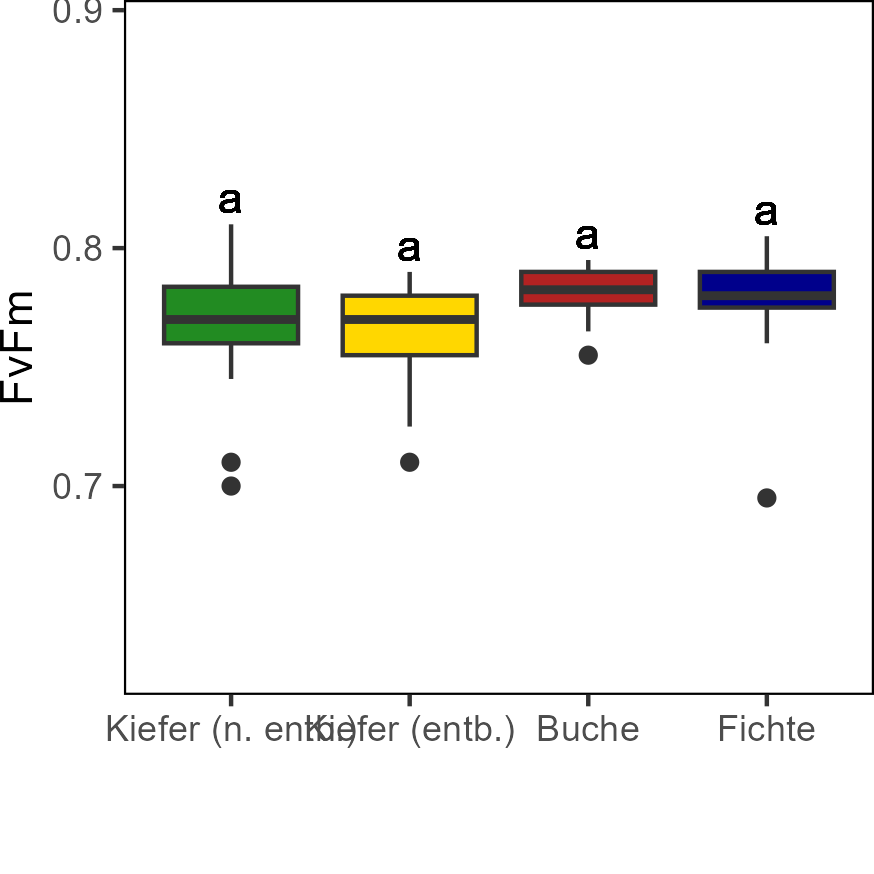 0.9
a
a
a
a
0.8
FvFm
0.7
Kiefer (n. entb.)
Kiefer (entb.)
Buche
Fichte